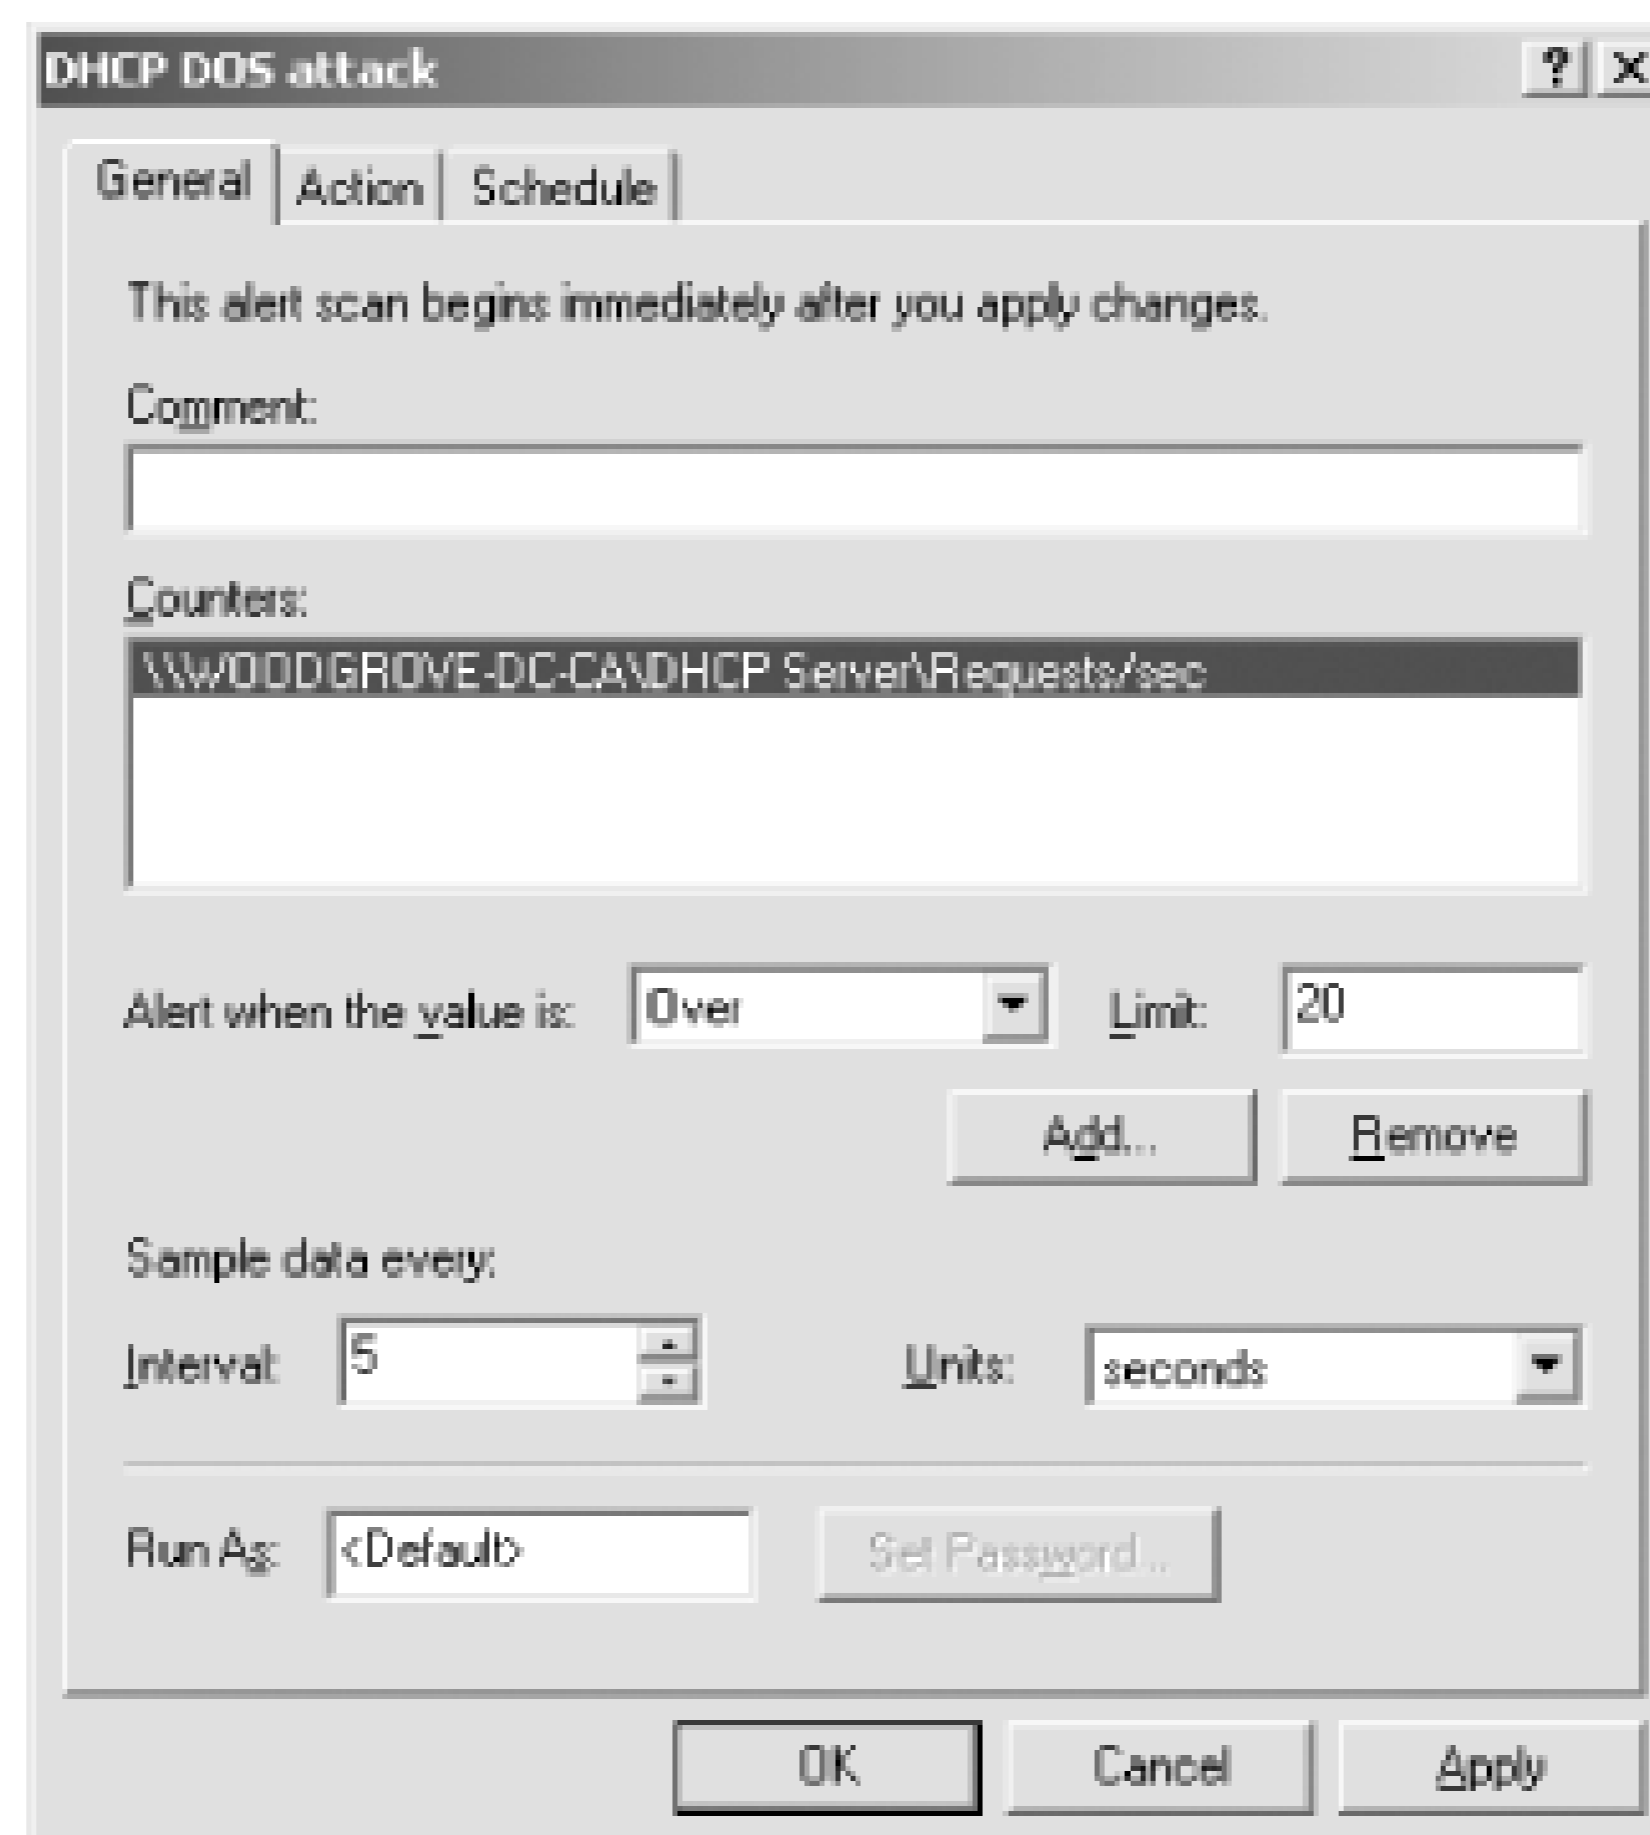 DHCP DOS attack
General Action Schedule
This alert scan begins immediately after you apply changes.
Comment:
Counters:
\\WOODGROVE-DC-CA\DHCP Server\Requests/sec
Alert when the value is: Over Limit: 20
Add... Remove
Sample data every:
Interval: 5 Units: seconds
Run As: <Default> Set Password...
OK Cancel Apply